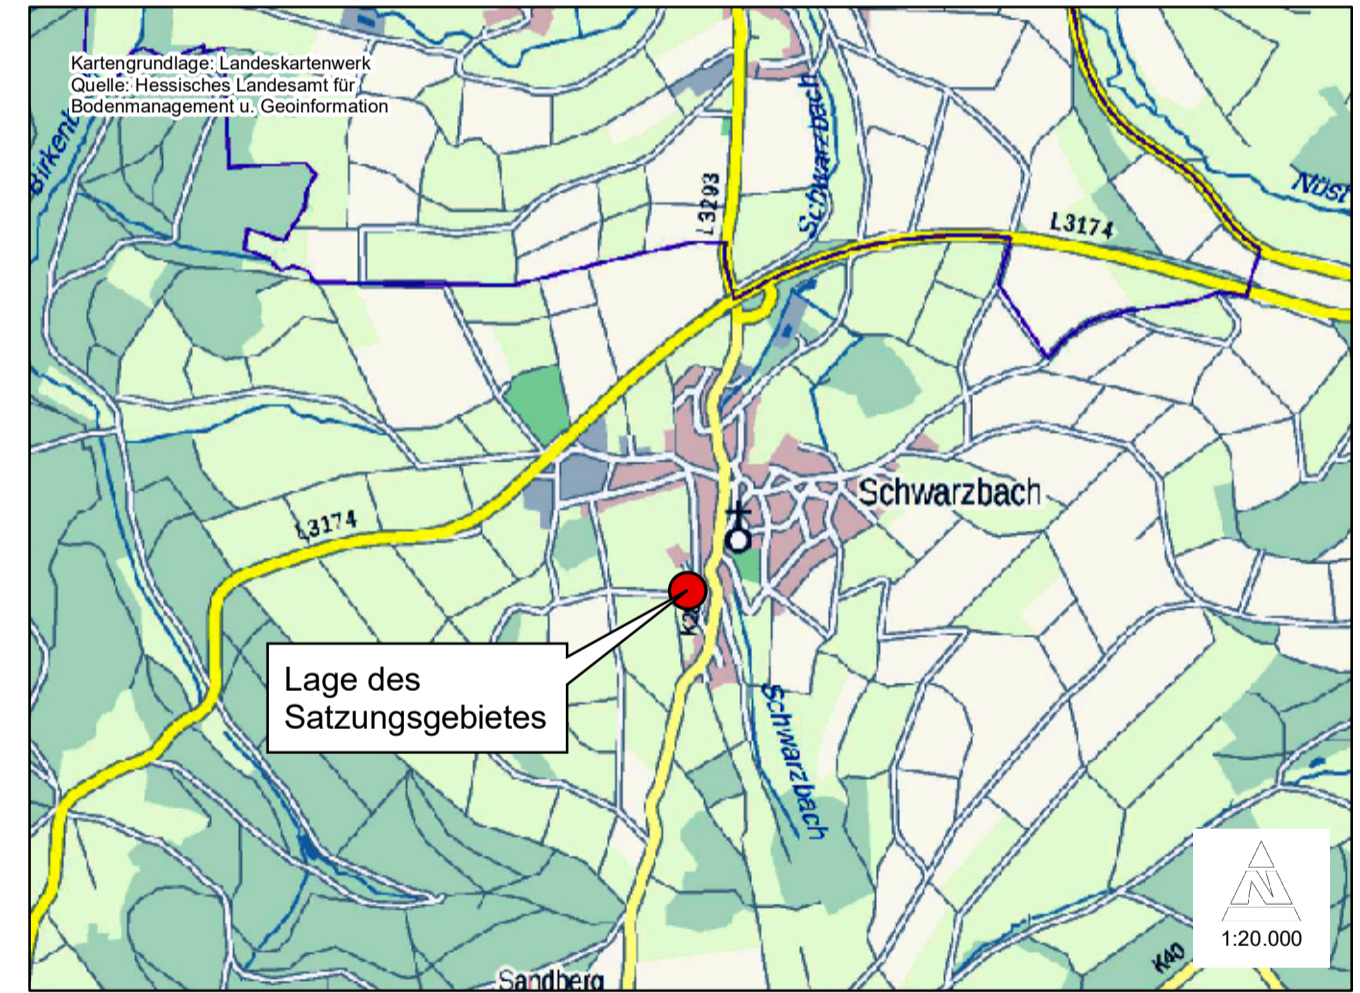 Kartengrundlage: Landeskartenwerk
Quelle: Hessisches Landesamt für
Bodenmanagement u. Geoinformation
Schwarzbach
L3293
L3174
L3174
Schwarzbach
Lage des
Satzungsgebietes
Schwarzbach
1:20.000
K40
Sandberg